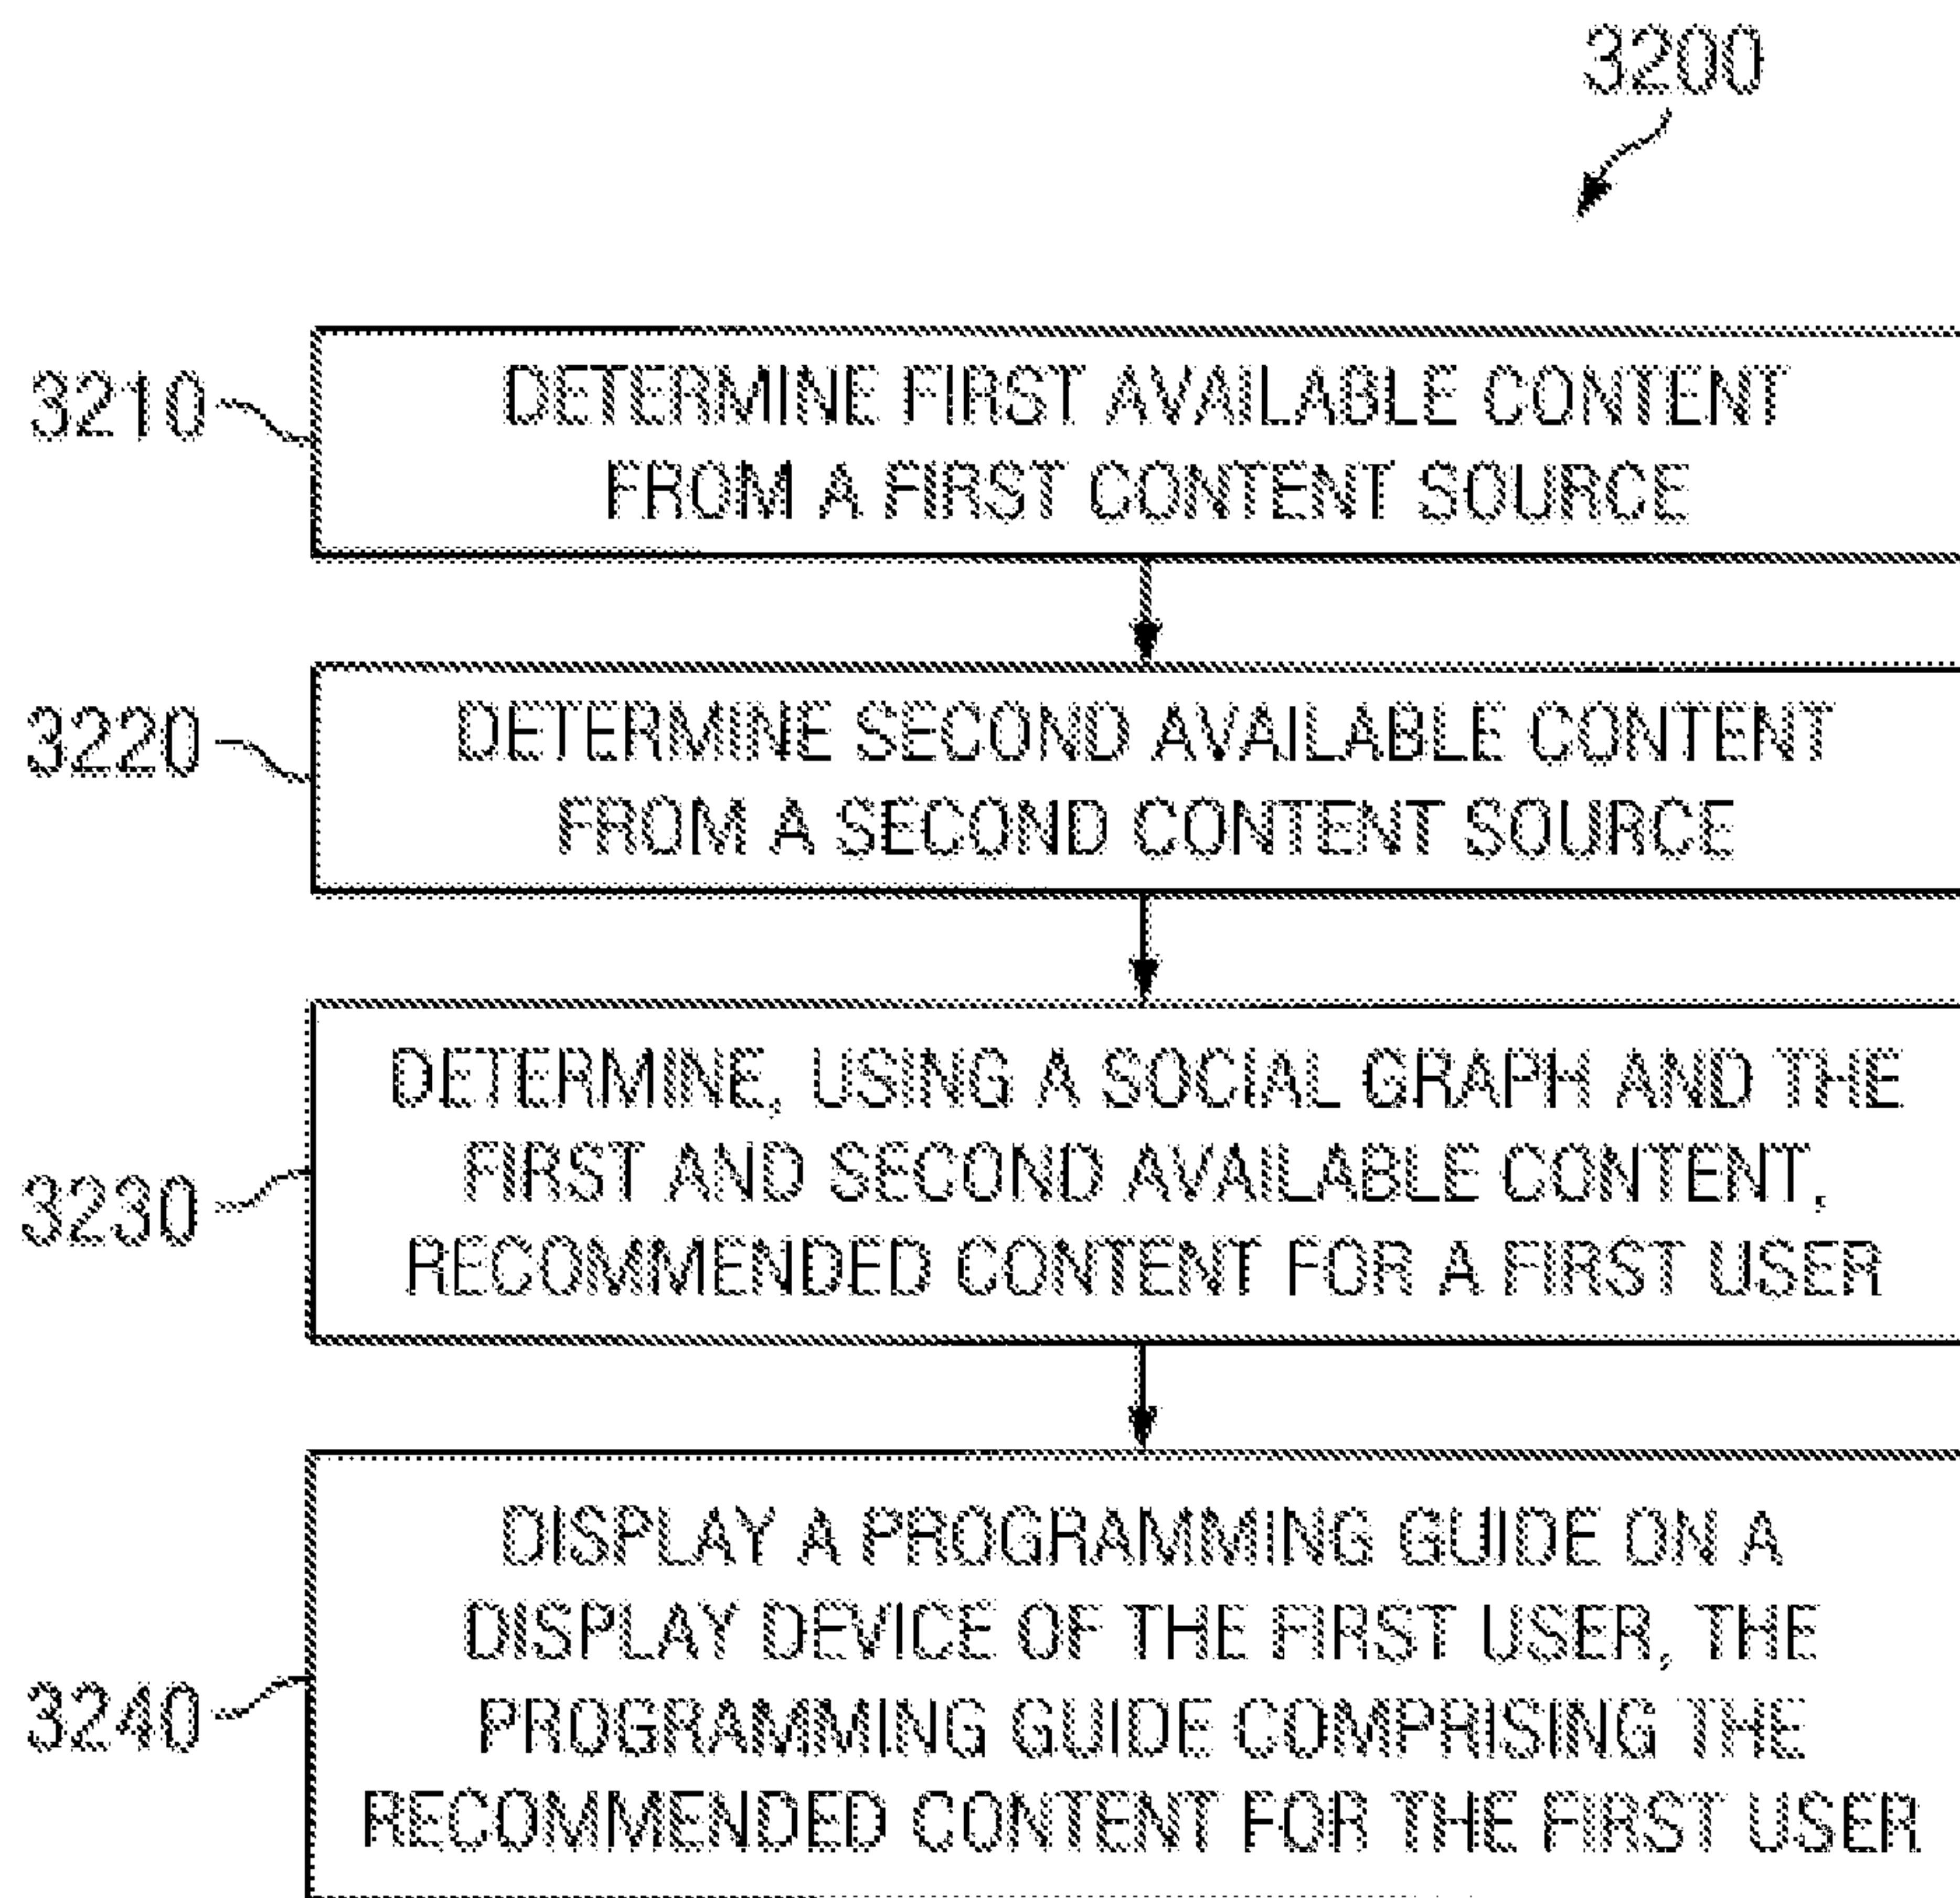 3200
3210
DETERMINE FIRST AVAILABLE CONTENT
FROM A FIRST CONTENT SOURCE
3220
DETERMINE SECOND AVAILABLE CONTENT
FROM A SECOND CONTENT SOURCE
3230
DETERMINE, USING A SOCIAL GRAPH AND THE
FIRST AND SECOND AVAILABLE CONTENT,
RECOMMENDED CONTENT FOR A FIRST USER
3240
DISPLAY A PROGRAMMING GUIDE ON A
DISPLAY DEVICE OF THE FIRST USER, THE
PROGRAMMING GUIDE COMPRISING THE
RECOMMENDED CONTENT FOR THE FIRST USER